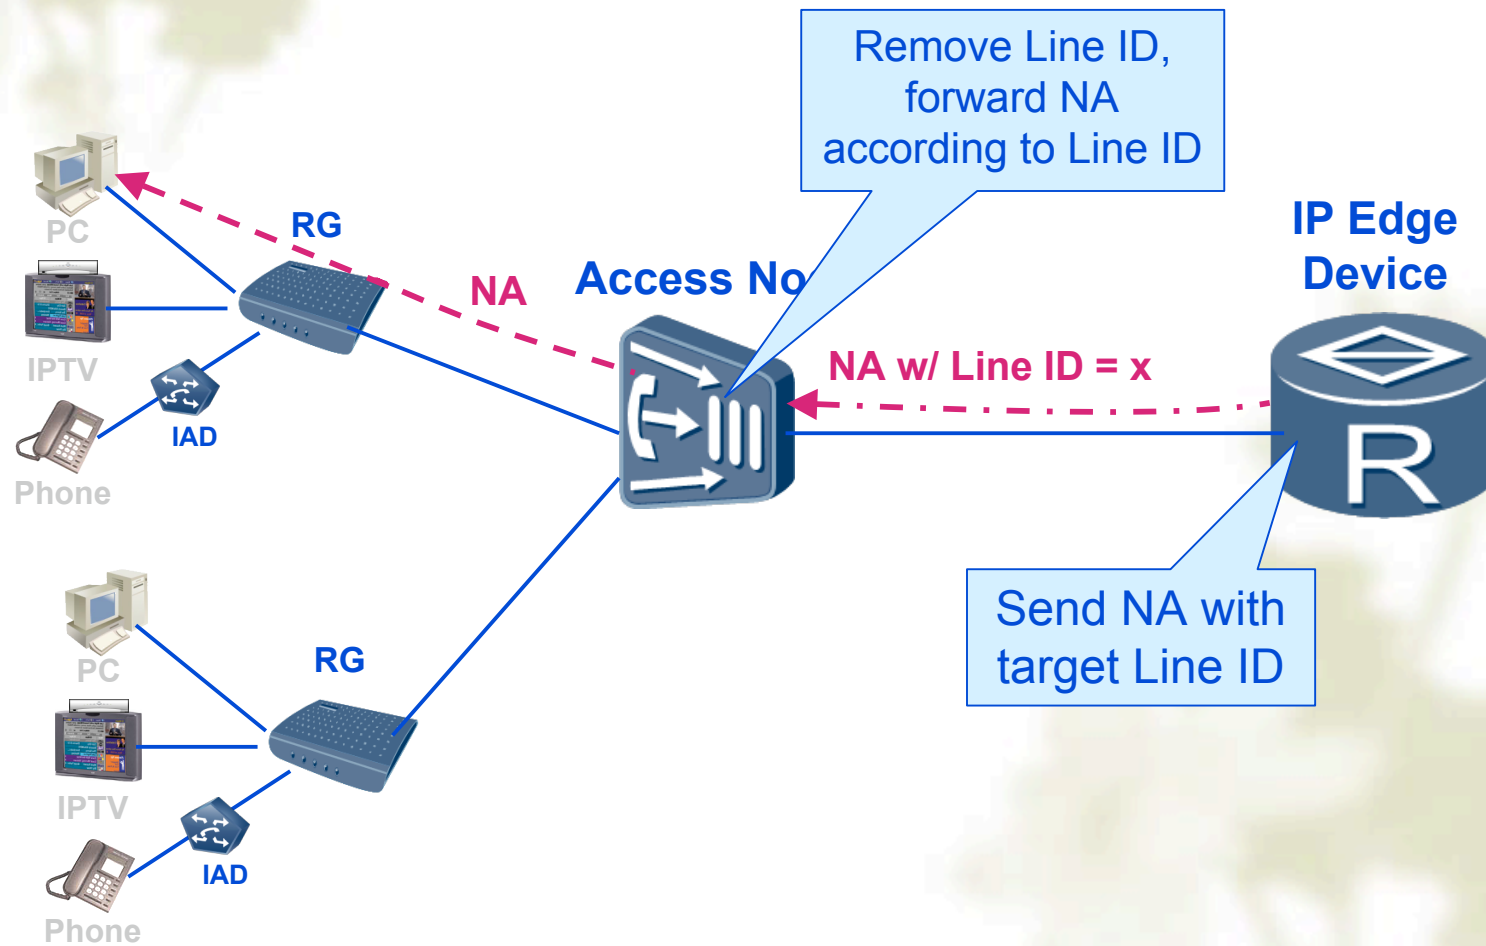 Remove Line ID,
forward NA
according to Line ID
IP Edge
Device
PC
RG
NA
Access No
IPTV
NA w/ Line ID = x
IAD
Phone
R
Send NA with
target Line ID
PC
RG
IPTV
IAD
Phone